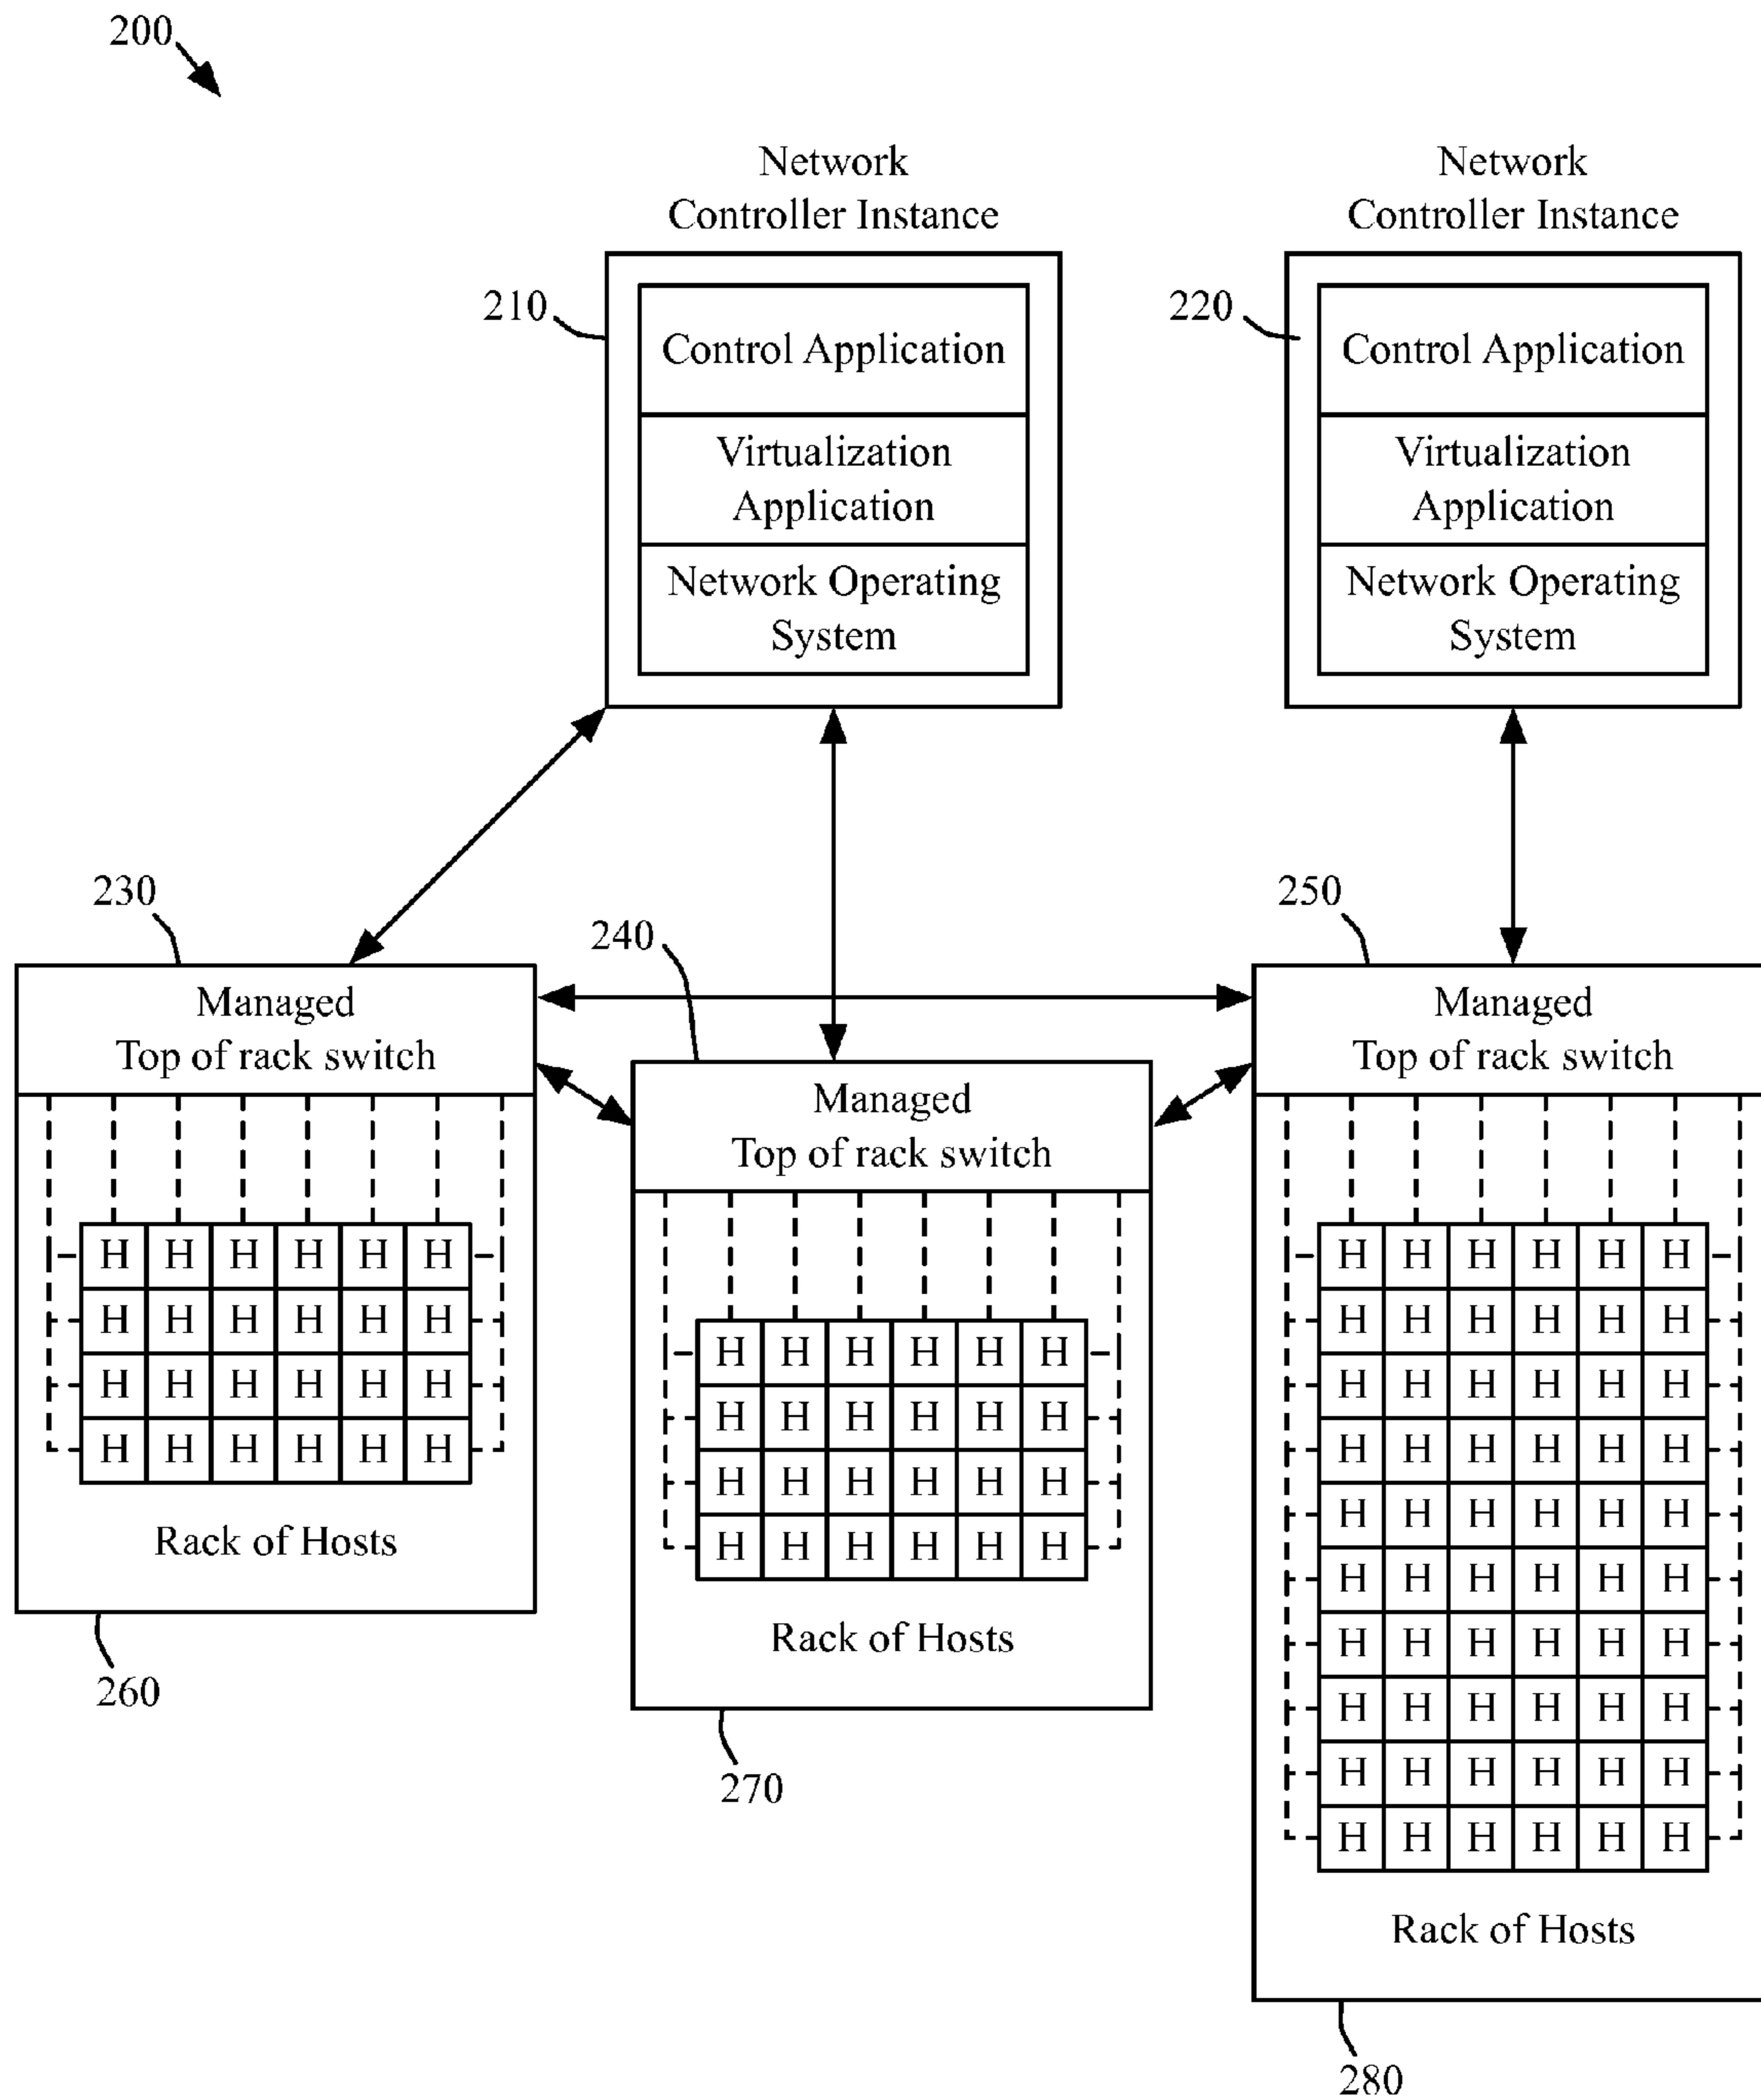 200
Network
Controller Instance
Network
Controller Instance
210
Control Application
Virtualization
Application
Network Operating
System
220
Control Application
Virtualization
Application
Network Operating
System
230
Managed
Top of rack switch
240
Managed
Top of rack switch
250
Managed
Top of rack switch
H H H H H H
H H H H H H
H H H H H H
H H H H H H
Rack of Hosts
260
H H H H H H
H H H H H H
H H H H H H
H H H H H H
Rack of Hosts
270
H H H H H H
H H H H H H
H H H H H H
H H H H H H
H H H H H H
H H H H H H
H H H H H H
H H H H H H
H H H H H H
H H H H H H
Rack of Hosts
280